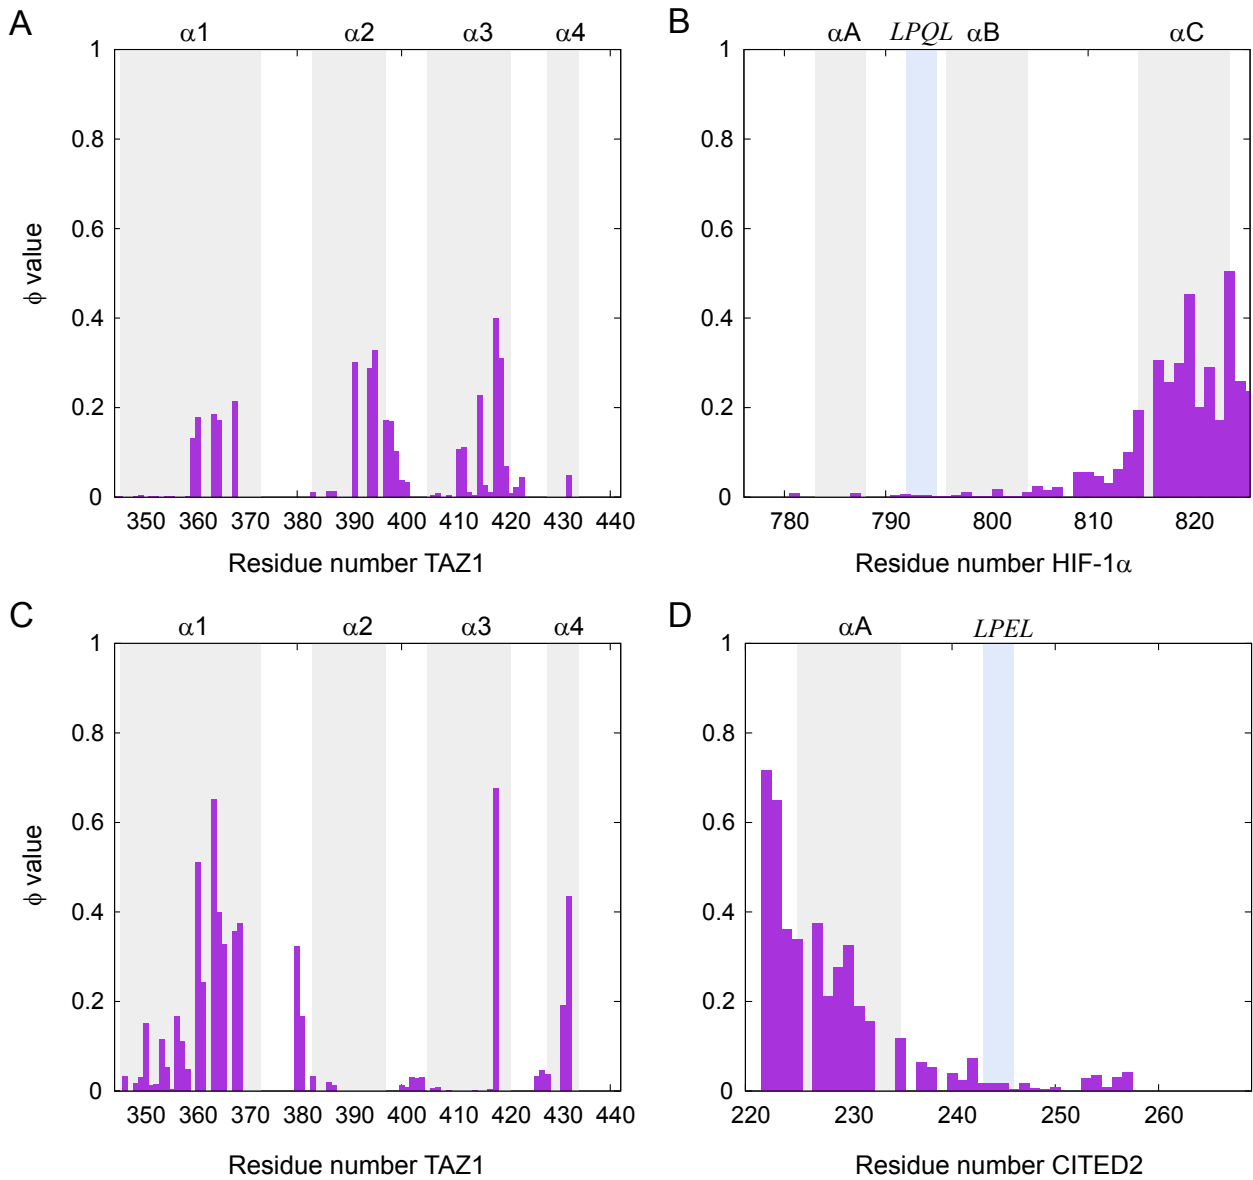 A
α1 α2 α3 α4
1
0.8
0.6
0.4
0.2
0
ϕ value
350 360 370 380 390 400 410 420 430 440
Residue number TAZ1
B
αA LPQL αB αC
1
0.8
0.6
0.4
0.2
0
780 790 800 810 820
Residue number HIF-1α
C
α1 α2 α3 α4
1
0.8
0.6
0.4
0.2
0
ϕ value
350 360 370 380 390 400 410 420 430 440
Residue number TAZ1
D
αA LPEL
1
0.8
0.6
0.4
0.2
0
220 230 240 250 260
Residue number CITED2